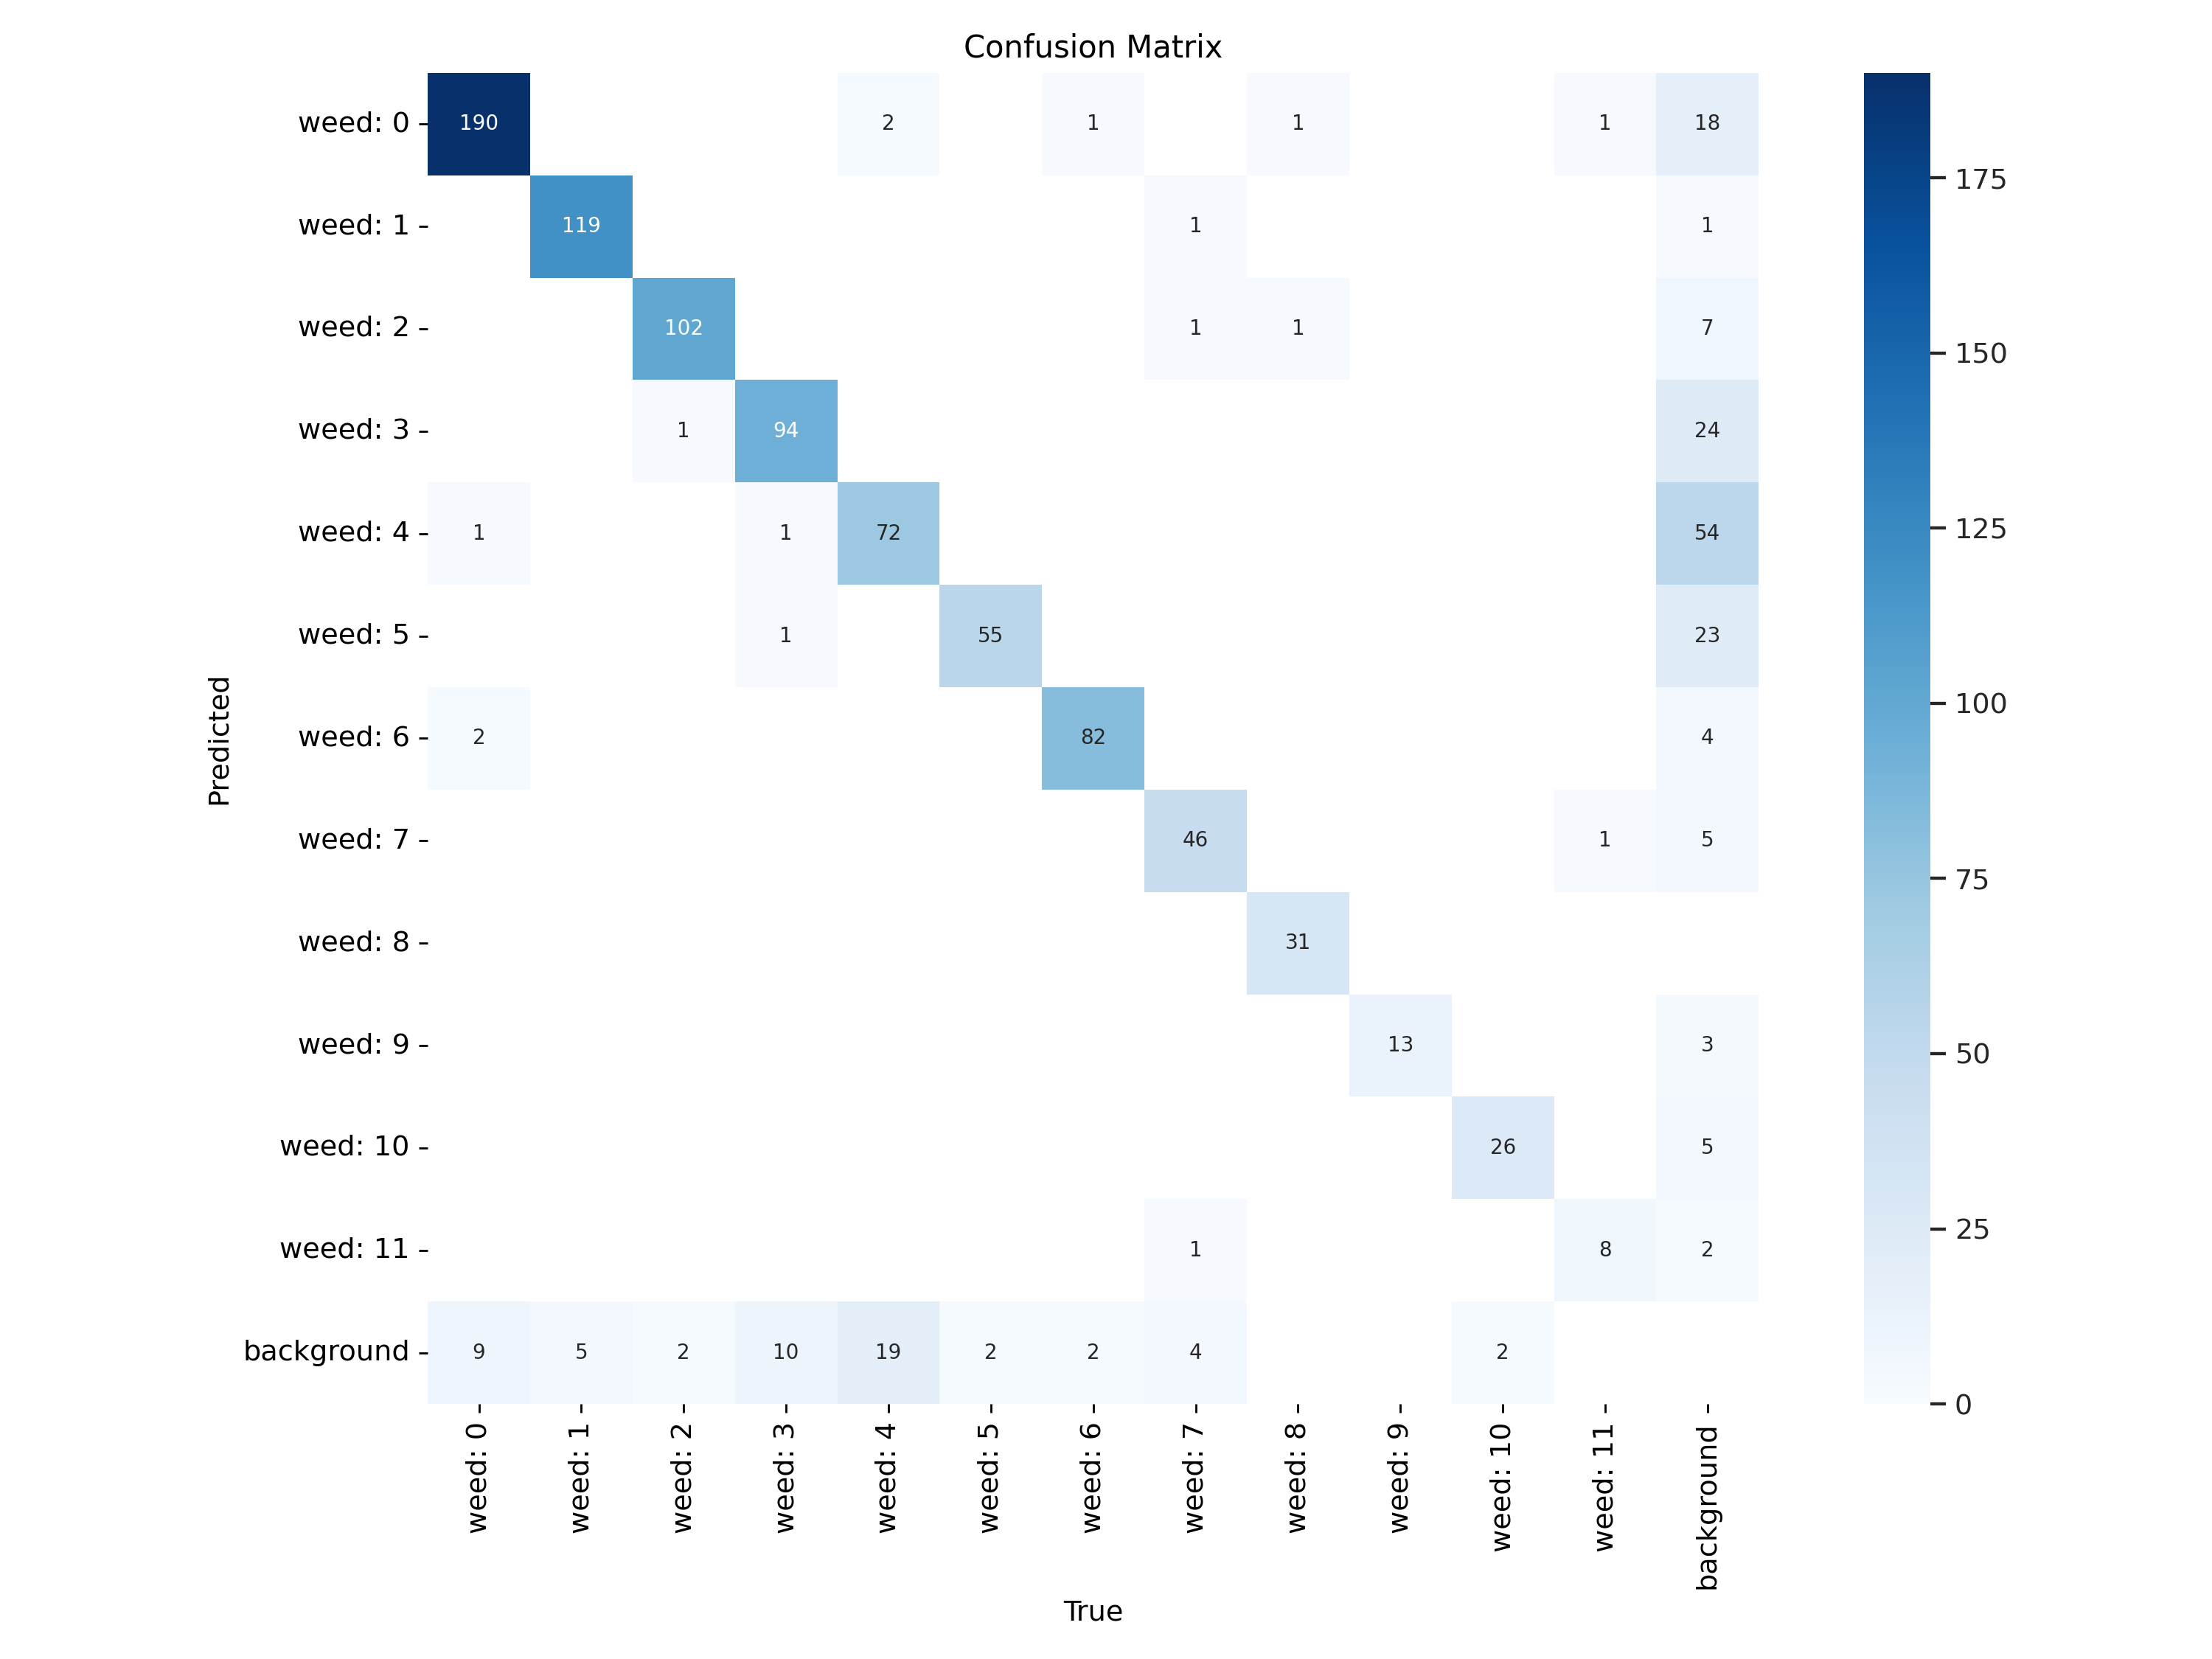 Confusion Matrix
weed: 0 190 2 1 1 1 18
weed: 1 119 1 1
weed: 2 102 1 1 7
weed: 3 1 94 24
weed: 4 1 1 72 54
weed: 5 1 55 23
weed: 6 2 82 4
weed: 7 46 1 5
weed: 8 31
weed: 9 13 3
weed: 10 26 5
weed: 11 1 8 2
background 9 5 2 10 19 2 2 4 2
Predicted
weed: 0 weed: 1 weed: 2 weed: 3 weed: 4 weed: 5 weed: 6 weed: 7 weed: 8 weed: 9 weed: 10 weed: 11 background
True
175
150
125
100
75
50
25
0